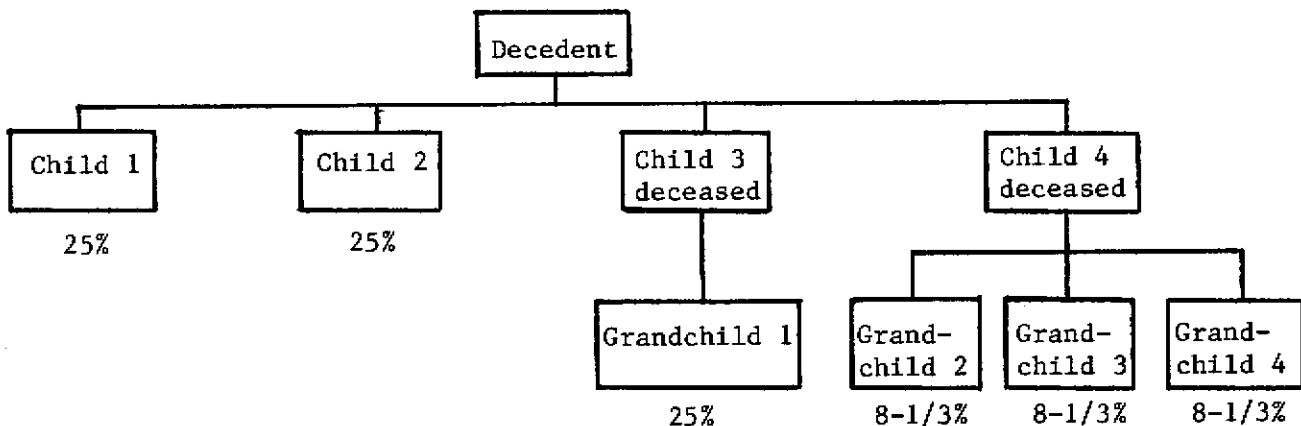 Decedent
Child 1
Child 2
Child 3
deceased
Child 4
deceased
25%
25%
Grandchild 1
Grand-
child 2
Grand-
child 3
Grand-
child 4
25%
8-1/3%
8-1/3%
8-1/3%